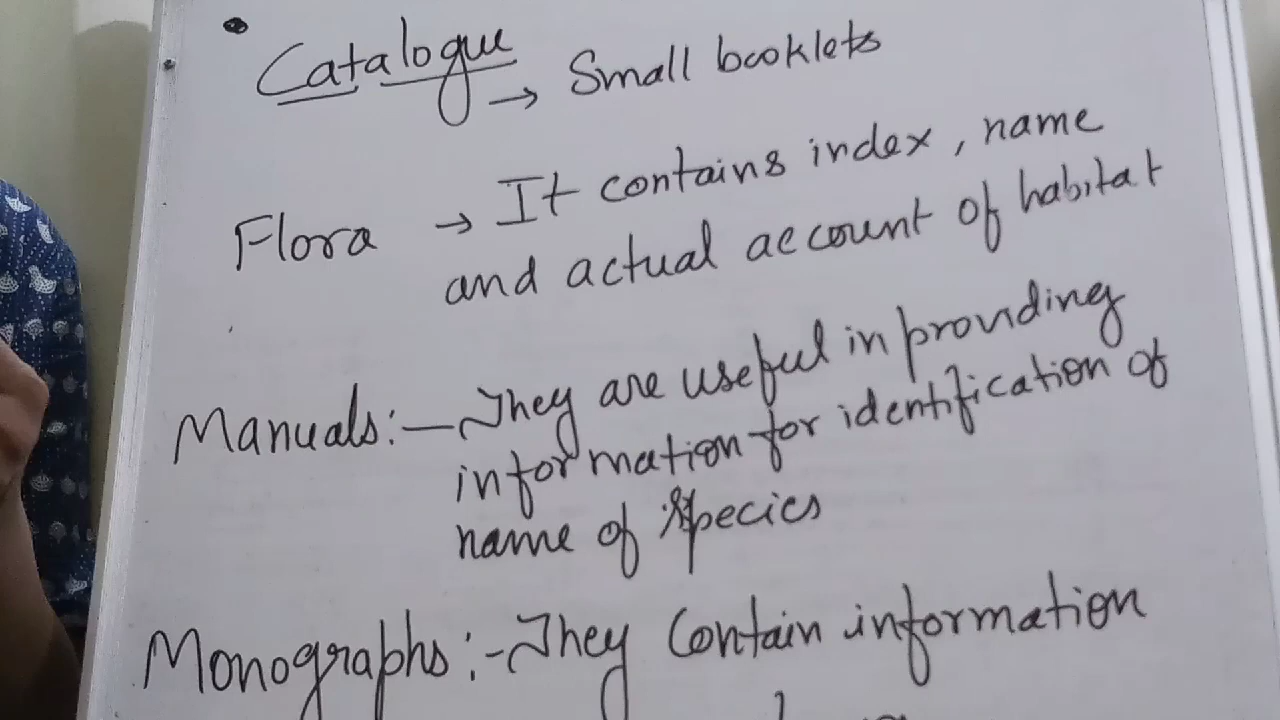 Catalogue
→ Small booklets
Flora → It contains index, name
and actual account of habitat
Manuals:— They are useful in providing
information for identification of
name of species
Monographs:- They Contain information